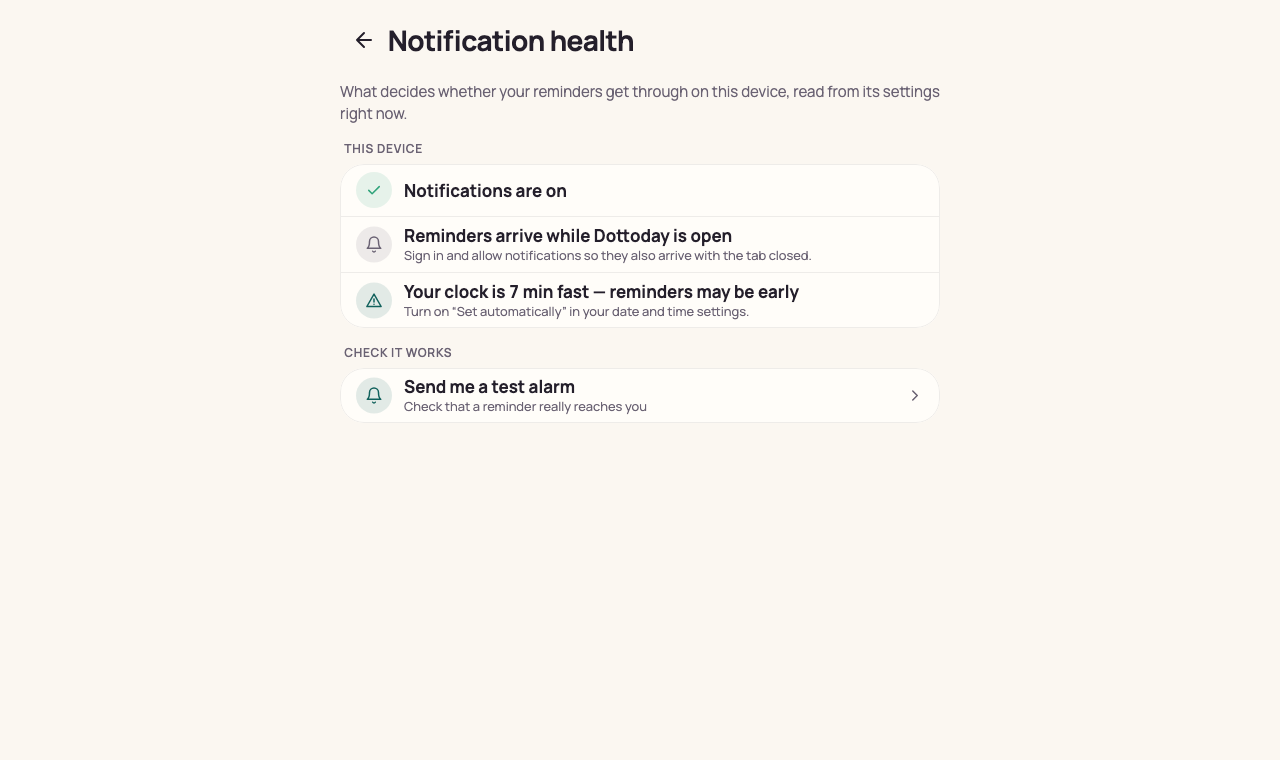 Notification health
What decides whether your reminders get through on this device, read from its settings
right now.
THIS DEVICE
Notifications are on
Reminders arrive while Dottoday is open
Sign in and allow notifications so they also arrive with the tab closed.
Your clock is 7 min fast — reminders may be early
Turn on “Set automatically” in your date and time settings.
CHECK IT WORKS
Send me a test alarm
Check that a reminder really reaches you